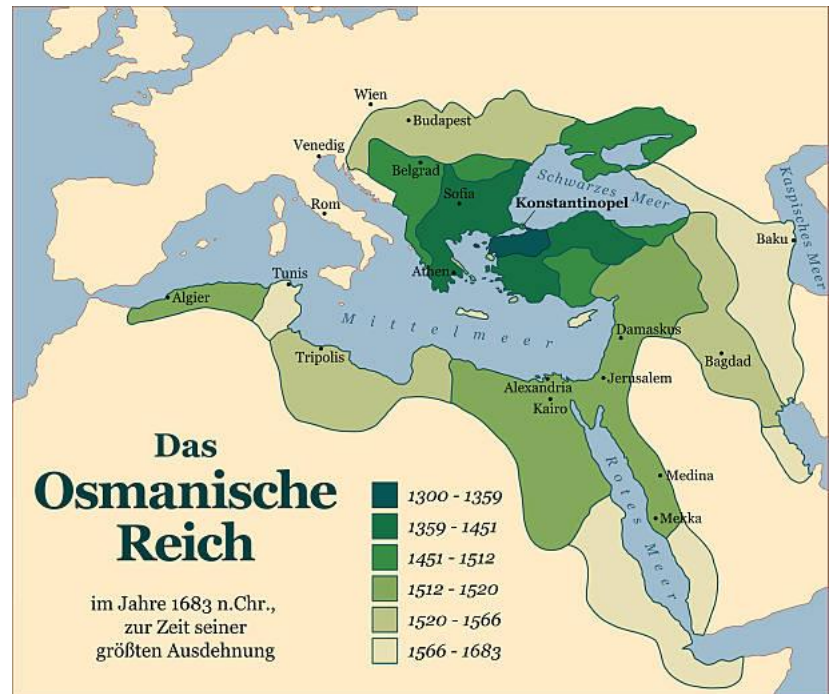 Wien
Budapest
Venedig
Belgrad
Schwarzes Meer
Kaspisches Meer
Sofia
Konstantinopel
Rom
Baku
Athen
Tunis
Algier
Mittelmeer
Damaskus
Tripolis
Bagdad
Jerusalem
Alexandria
Kairo
Das
Osmanische
Reich
Rotes Meer
Medina
Mekka
im Jahre 1683 n.Chr.,
zur Zeit seiner
größten Ausdehnung
1300 - 1359
1359 - 1451
1451 - 1512
1512 - 1520
1520 - 1566
1566 - 1683